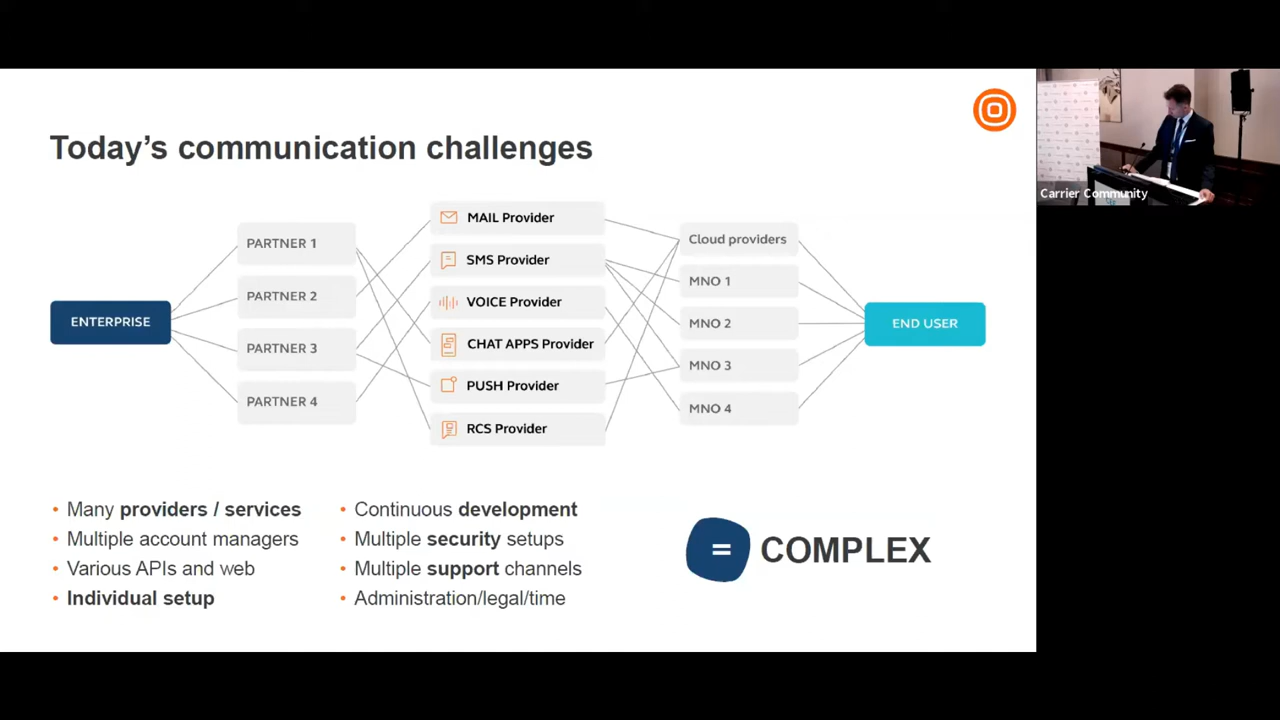 Today's communication challenges
ENTERPRISE
PARTNER 1
PARTNER 2
PARTNER 3
PARTNER 4
MAIL Provider
SMS Provider
VOICE Provider
CHAT APPS Provider
PUSH Provider
RCS Provider
Cloud providers
MNO 1
MNO 2
MNO 3
MNO 4
END USER
• Many providers / services
• Multiple account managers
• Various APIs and web
• Individual setup
• Continuous development
• Multiple security setups
• Multiple support channels
• Administration/legal/time
= COMPLEX
Carrier Community